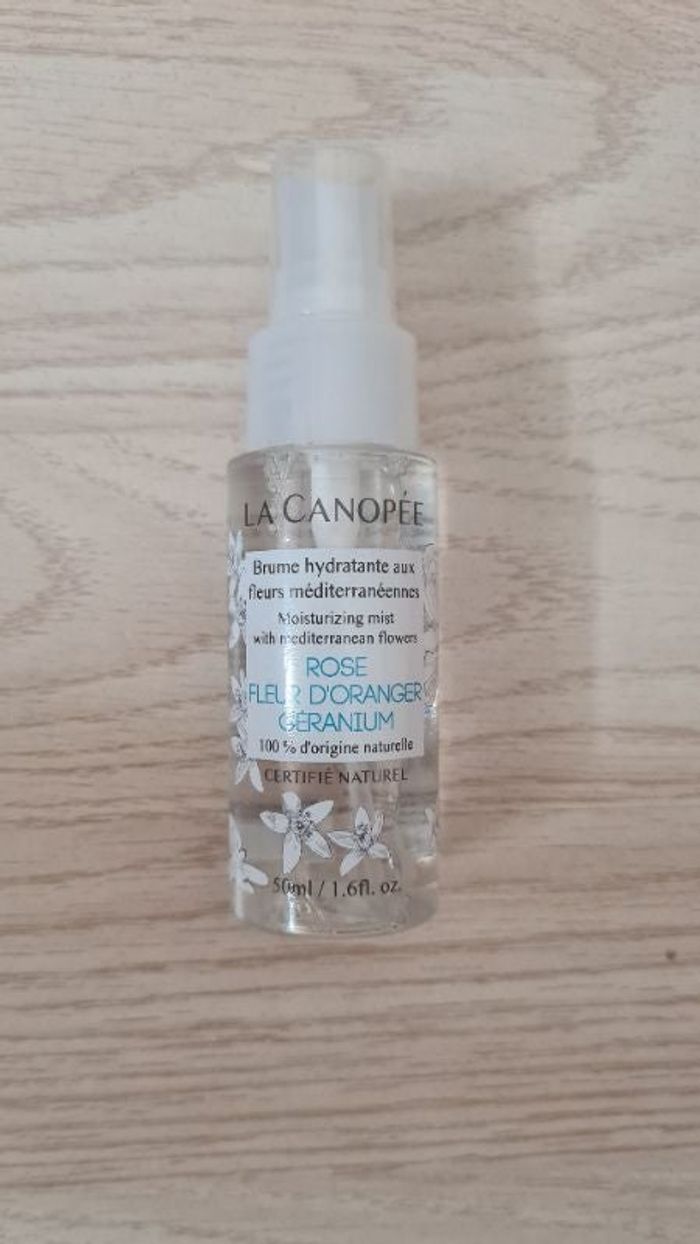 LA CANOPÉE
Brume hydratante aux
fleurs méditerranéennes
Moisturizing mist
with mediterranean flowers
ROSE
FLEUR D'ORANGER
GÉRANIUM
100 % d'origine naturelle
CERTIFIÉ NATUREL
50ml / 1.6fl. oz.